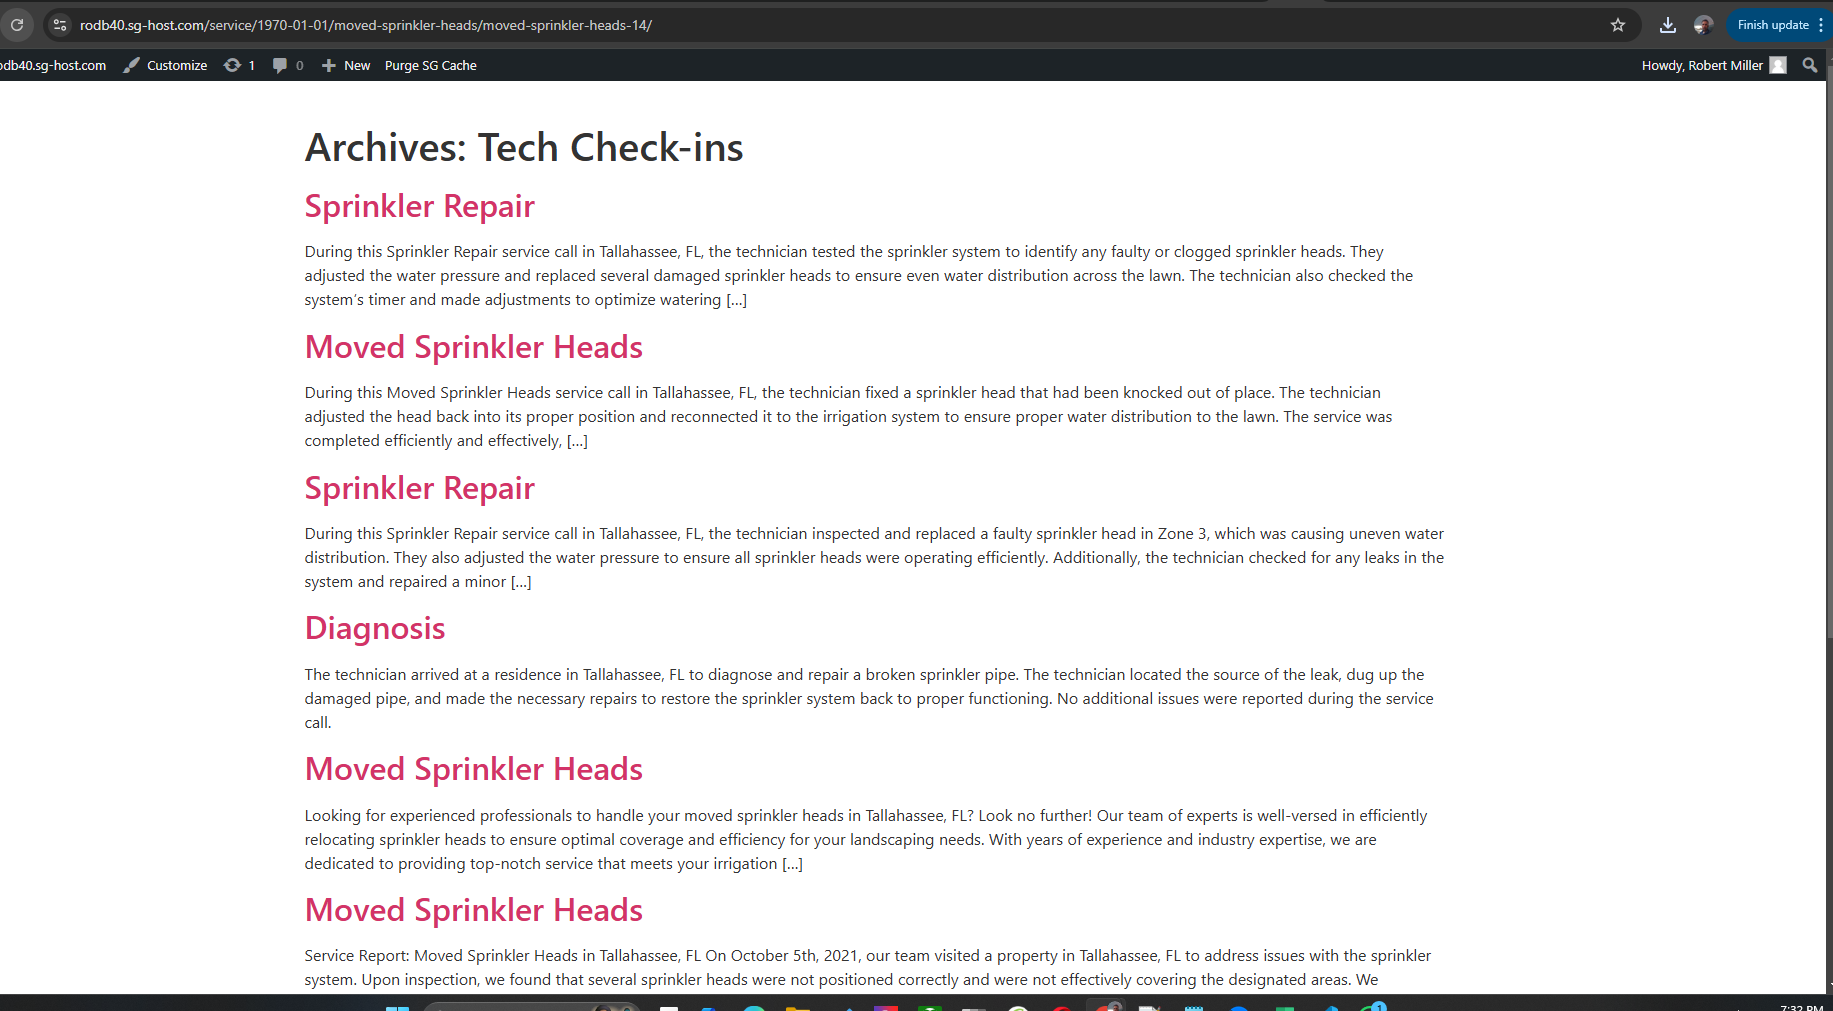 rodb40.sg-host.com/service/1970-01-01/moved-sprinkler-heads/moved-sprinkler-heads-14/
Finish update
odb40.sg-host.com Customize 1 0 New Purge SG Cache Howdy, Robert Miller
Archives: Tech Check-ins
Sprinkler Repair
During this Sprinkler Repair service call in Tallahassee, FL, the technician tested the sprinkler system to identify any faulty or clogged sprinkler heads. They
adjusted the water pressure and replaced several damaged sprinkler heads to ensure even water distribution across the lawn. The technician also checked the
system’s timer and made adjustments to optimize watering […]
Moved Sprinkler Heads
During this Moved Sprinkler Heads service call in Tallahassee, FL, the technician fixed a sprinkler head that had been knocked out of place. The technician
adjusted the head back into its proper position and reconnected it to the irrigation system to ensure proper water distribution to the lawn. The service was
completed efficiently and effectively, […]
Sprinkler Repair
During this Sprinkler Repair service call in Tallahassee, FL, the technician inspected and replaced a faulty sprinkler head in Zone 3, which was causing uneven water
distribution. They also adjusted the water pressure to ensure all sprinkler heads were operating efficiently. Additionally, the technician checked for any leaks in the
system and repaired a minor […]
Diagnosis
The technician arrived at a residence in Tallahassee, FL to diagnose and repair a broken sprinkler pipe. The technician located the source of the leak, dug up the
damaged pipe, and made the necessary repairs to restore the sprinkler system back to proper functioning. No additional issues were reported during the service
call.
Moved Sprinkler Heads
Looking for experienced professionals to handle your moved sprinkler heads in Tallahassee, FL? Look no further! Our team of experts is well-versed in efficiently
relocating sprinkler heads to ensure optimal coverage and efficiency for your landscaping needs. With years of experience and industry expertise, we are
dedicated to providing top-notch service that meets your irrigation […]
Moved Sprinkler Heads
Service Report: Moved Sprinkler Heads in Tallahassee, FL On October 5th, 2021, our team visited a property in Tallahassee, FL to address issues with the sprinkler
system. Upon inspection, we found that several sprinkler heads were not positioned correctly and were not effectively covering the designated areas. We
7:32 PM